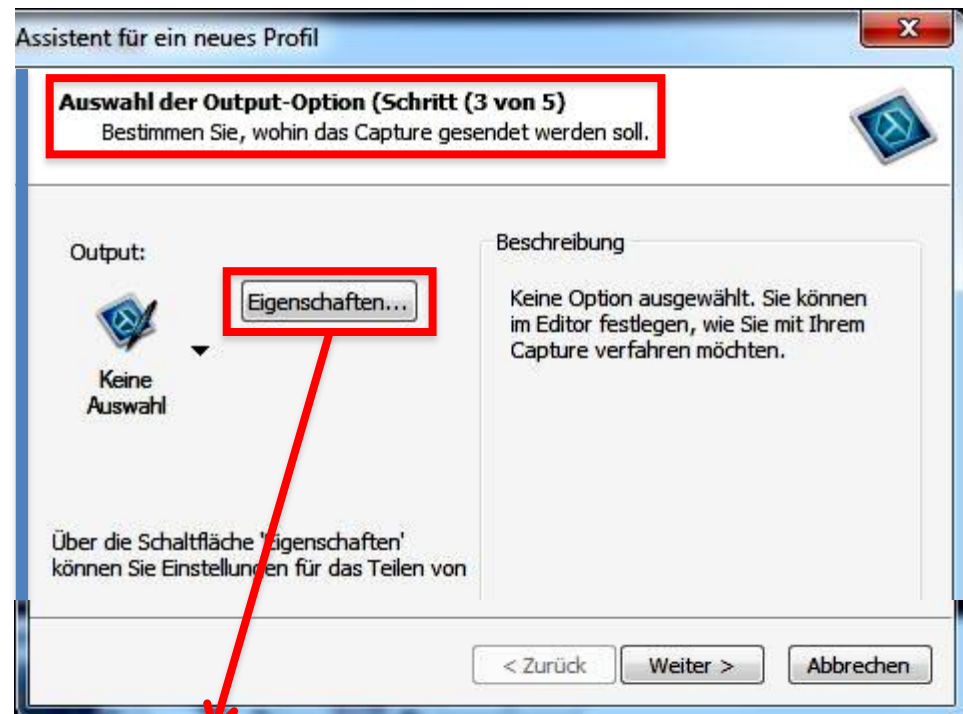 Assistent für ein neues Profil
Auswahl der Output-Option (Schritt (3 von 5)
Bestimmen Sie, wohin das Capture gesendet werden soll.
Output:
Eigenschaften...
Keine
Auswahl
Beschreibung
Keine Option ausgewählt. Sie können
im Editor festlegen, wie Sie mit Ihrem
Capture verfahren möchten.
Über die Schaltfläche 'Eigenschaften'
können Sie Einstellungen für das Teilen von
< Zurück
Weiter >
Abbrechen